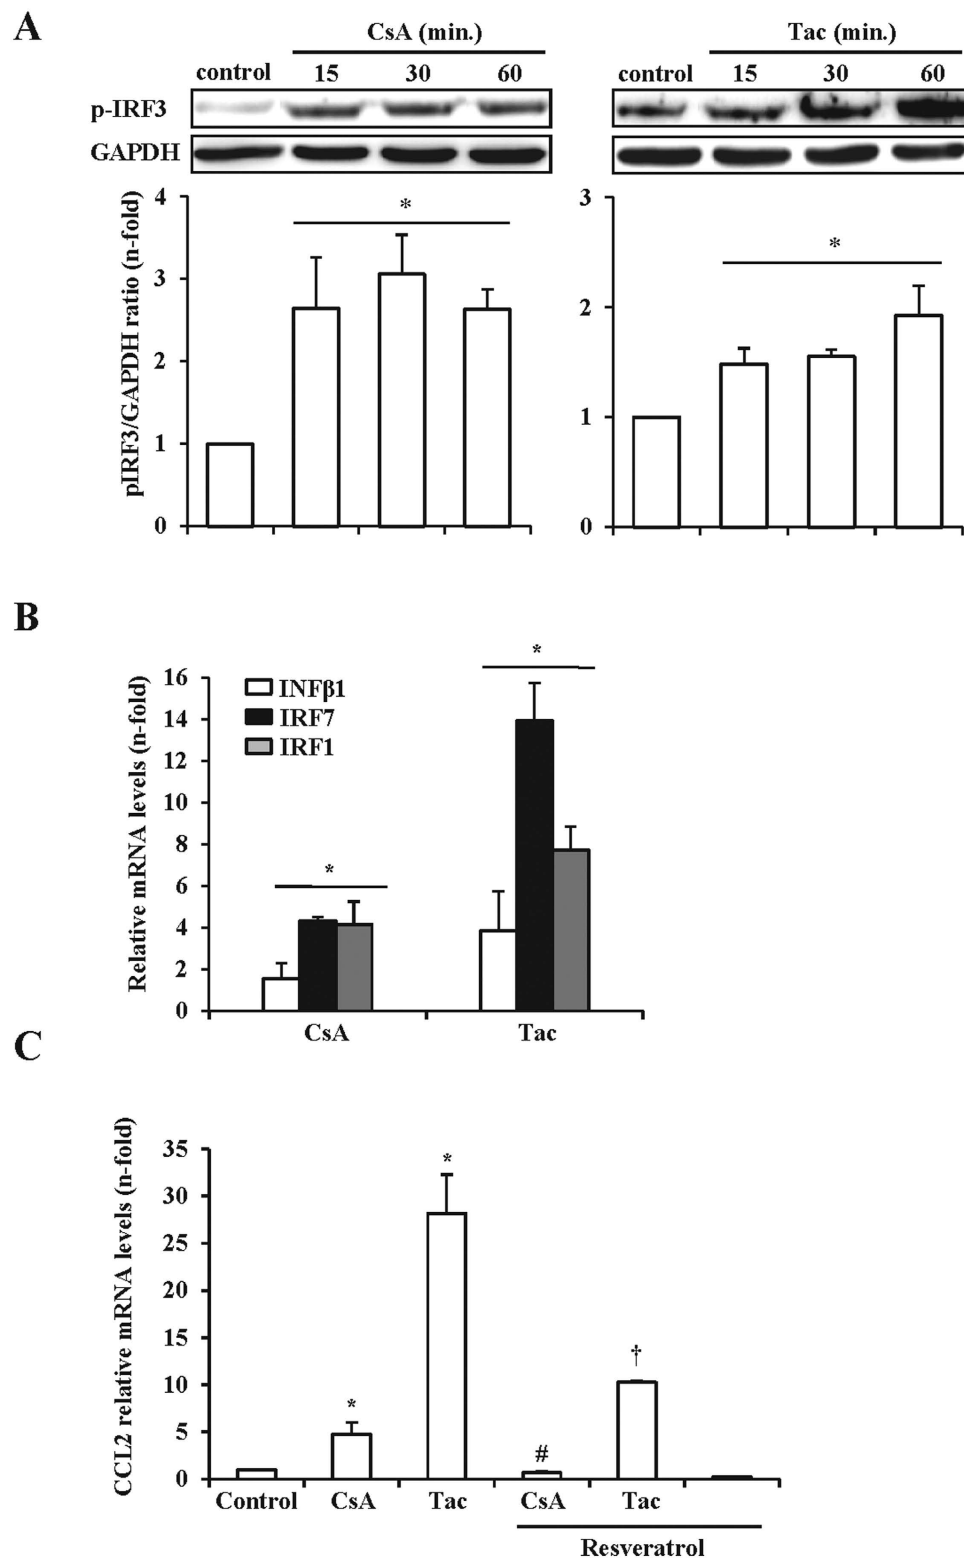 A
CsA (min.)
control 15 30 60
Tac (min.)
control 15 30 60
p-IRF3
GAPDH
pIRF3/GAPDH ratio (n-fold)
4
3
2
1
0
*
3
2
1
0
*
B
Relative mRNA levels (n-fold)
16
14
12
10
8
6
4
2
0
INFβ1
IRF7
IRF1
*
*
CsA Tac
C
CCL2 relative mRNA levels (n-fold)
35
30
25
20
15
10
5
0
*
*
#
†
Control CsA Tac CsA Tac
Resveratrol